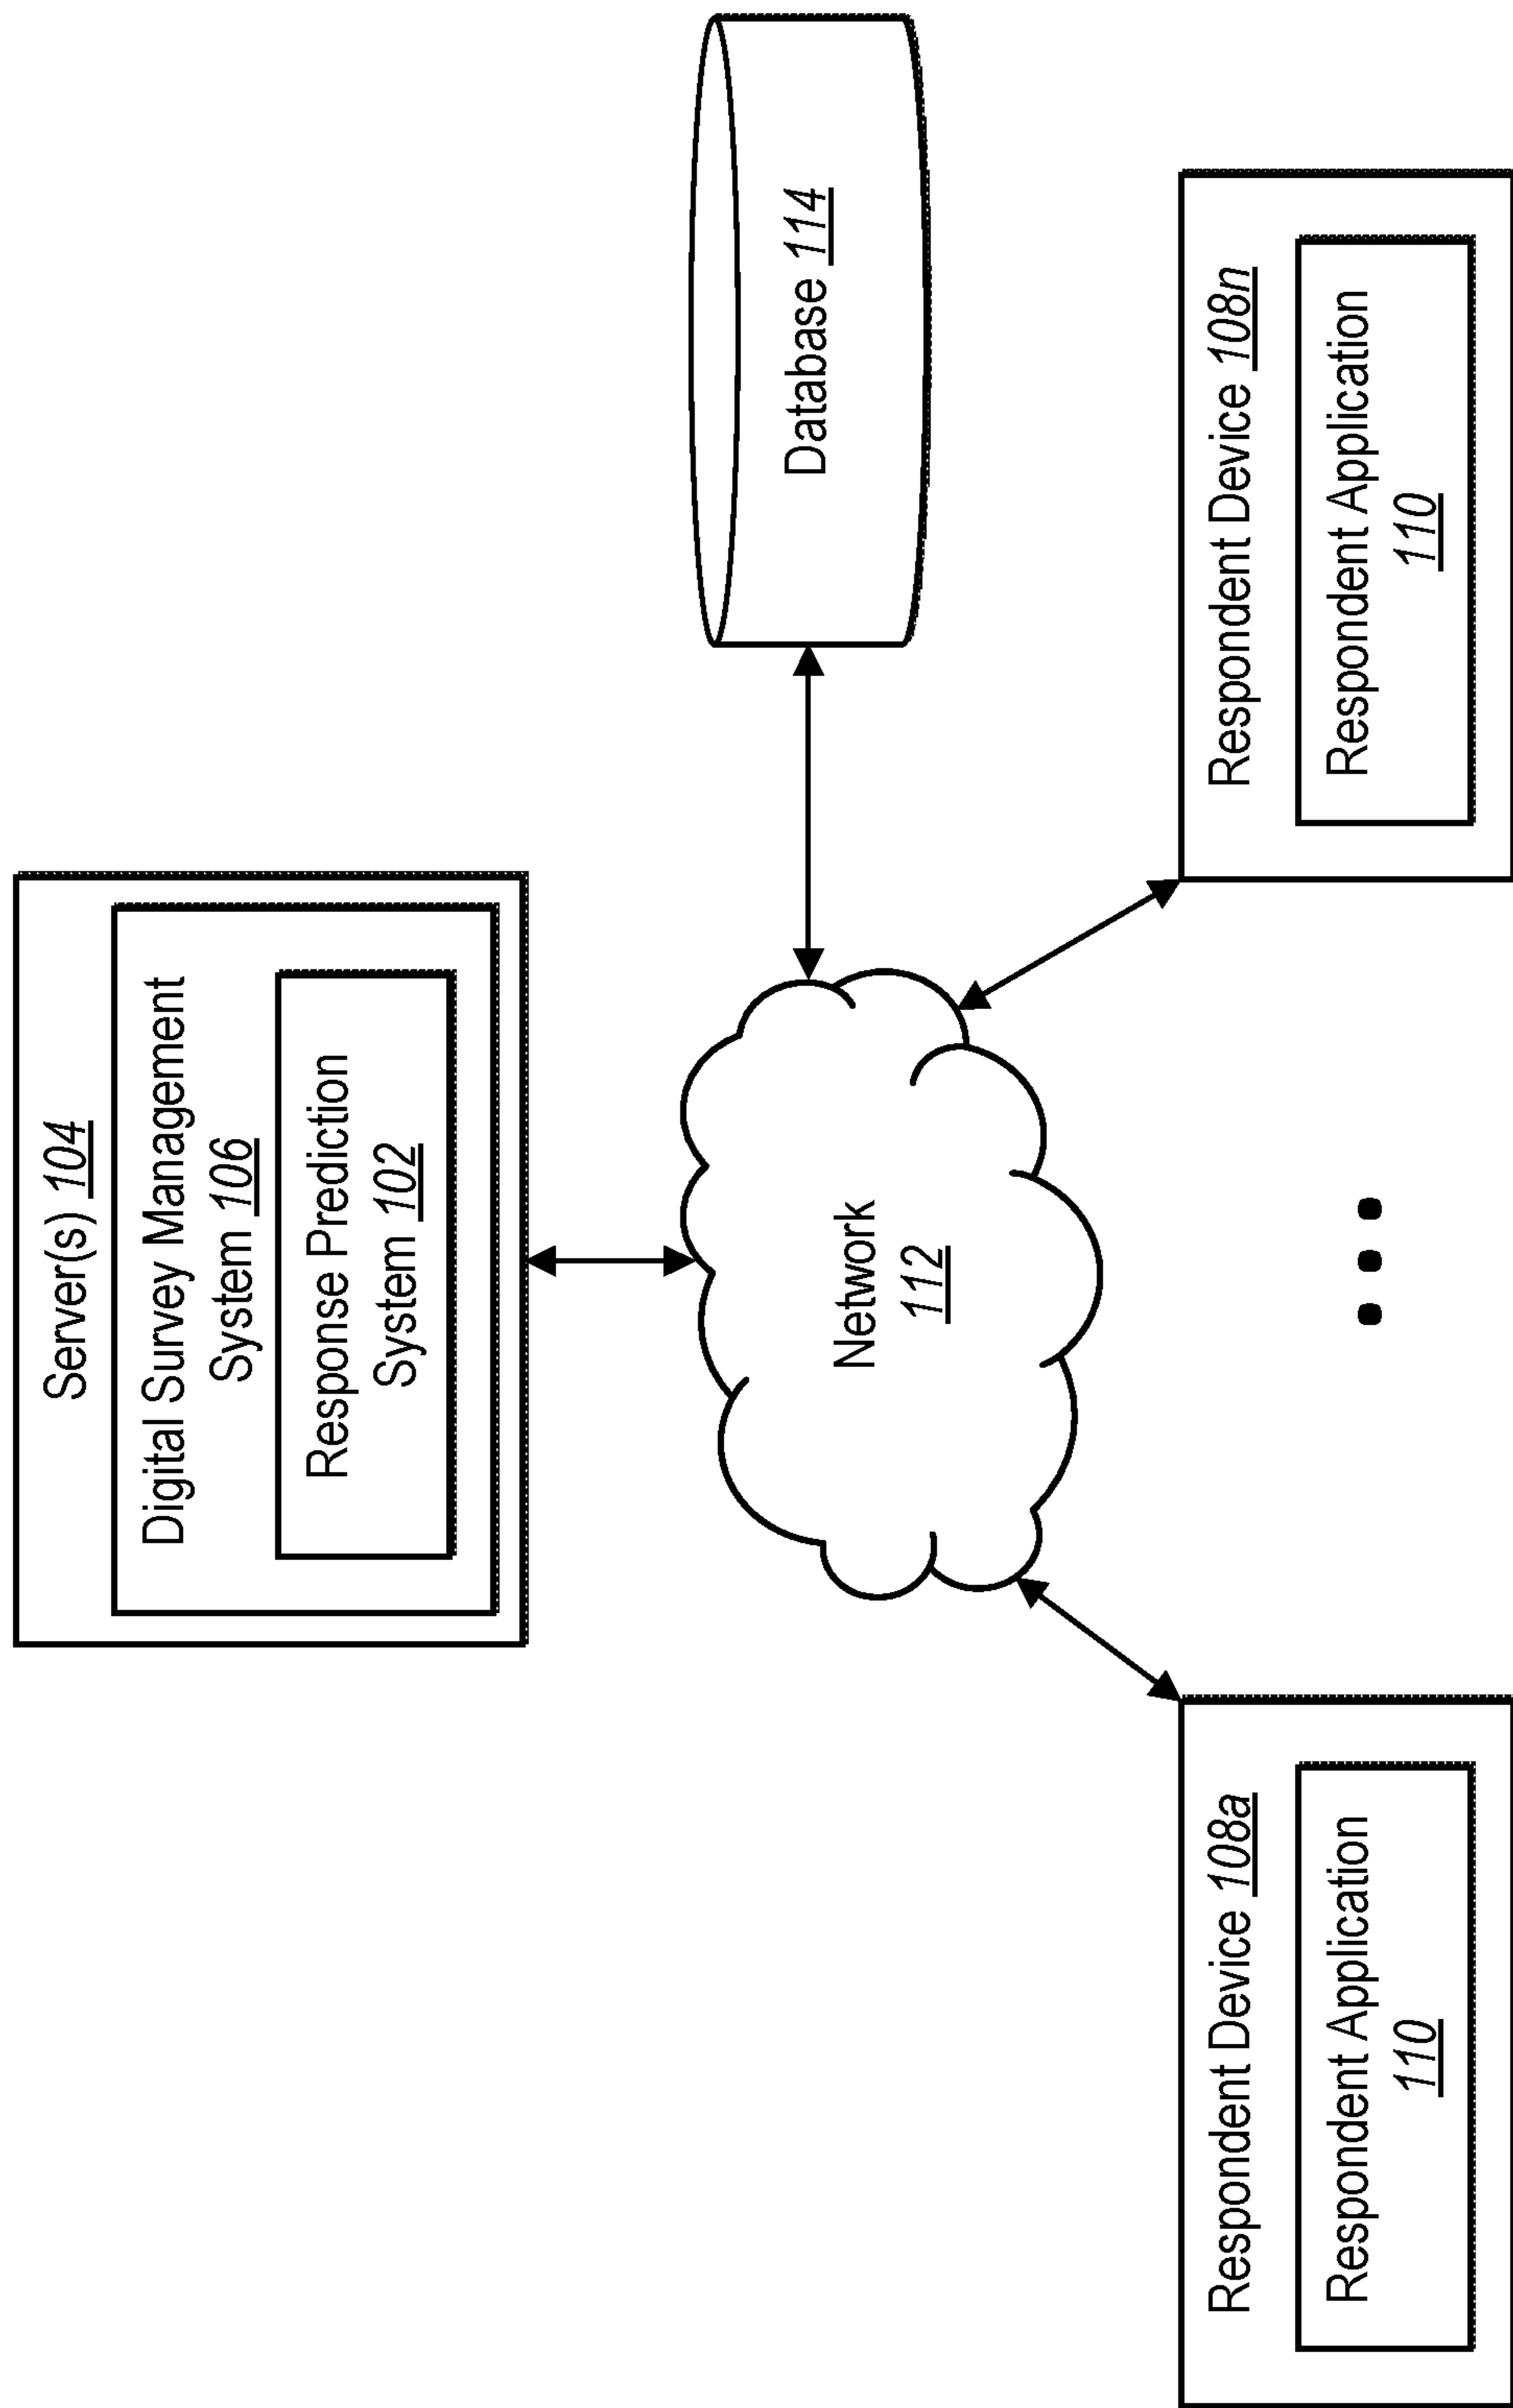 Server(s) 104
Digital Survey Management
System 106
Response Prediction
System 102
Network
112
Database 114
Respondent Device 108a
Respondent Application
110
Respondent Device 108n
Respondent Application
110